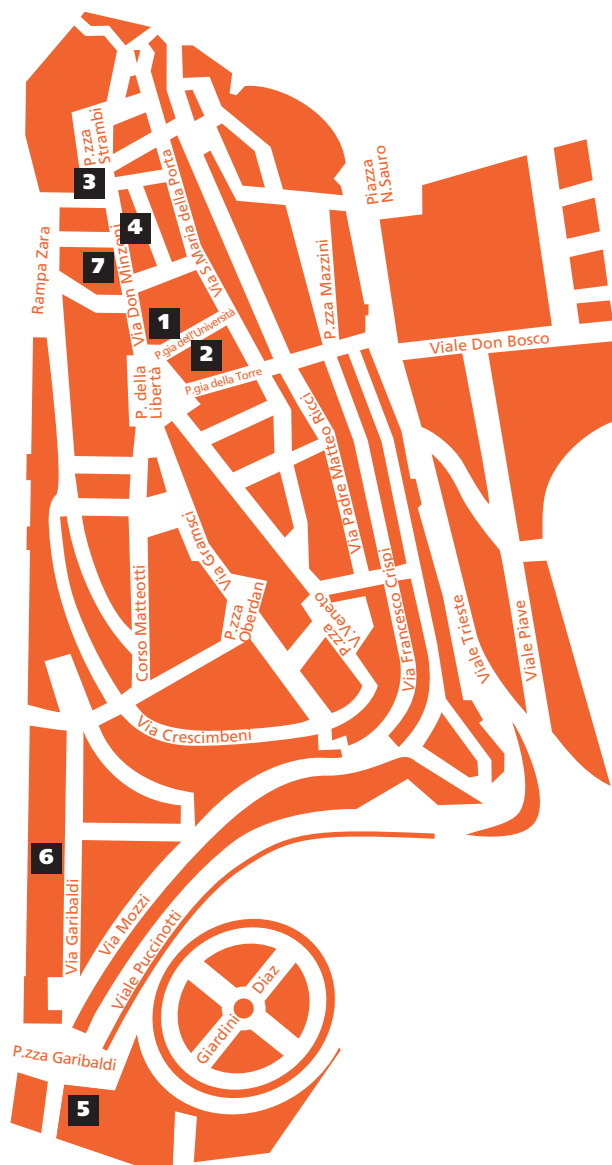 P.zza
Strambi
3
Piazza
N.Sauro
Via S.Maria della Porta
4
Rampa Zara
Via Don Minzoni
7
P.zza Mazzini
1
P.gia dell'Università
2
Viale Don Bosco
P.gia della Torre
P. della
Libertà
Via Padre Matteo Ricci
Via Gramsci
P.zza
Oberdan
P.zza
V.Veneto
Via Francesco Crispi
Corso Matteotti
Viale Trieste
Viale Piave
Via Crescimbeni
6
Via Garibaldi
Via Mozzi
Viale Puccinotti
Giardini Diaz
P.zza Garibaldi
5